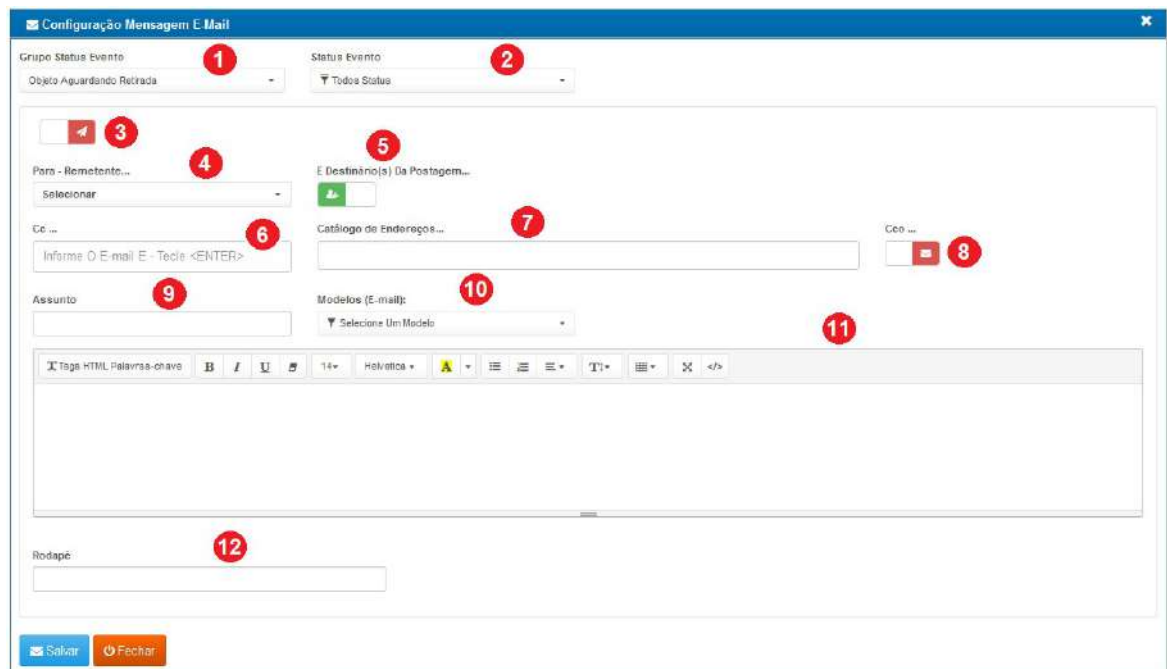 Configuração Mensagem E-Mail
Grupo Status Evento
1
Status Evento
2
Objeto Aguardando Retirada
Todos Status
3
4
5
Para - Remetente...
E Destinário(s) Da Postagem...
Selecionar
Cc ...
6
Catálogo de Endereços...
7
Cco ...
8
Informe O E-mail E - Tecle <ENTER>
9
10
Assunto
Modelos (E-mail):
Selecione Um Modelo
11
Tags HTML Palavras-chave B I U 14 Helvetica A T </>
Rodapé
12
Salvar
Fechar